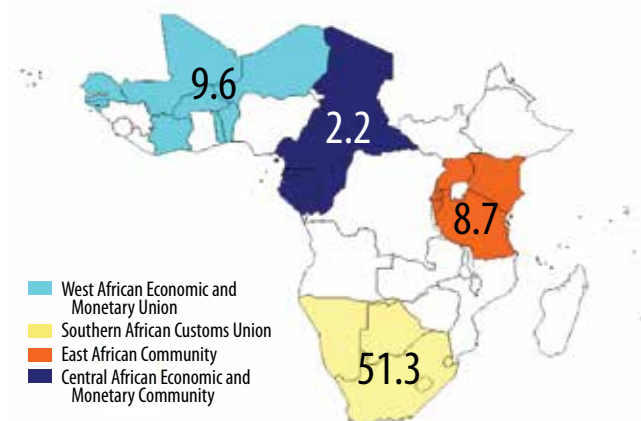 9.6
2.2
8.7
51.3
West African Economic and
Monetary Union
Southern African Customs Union
East African Community
Central African Economic and
Monetary Community